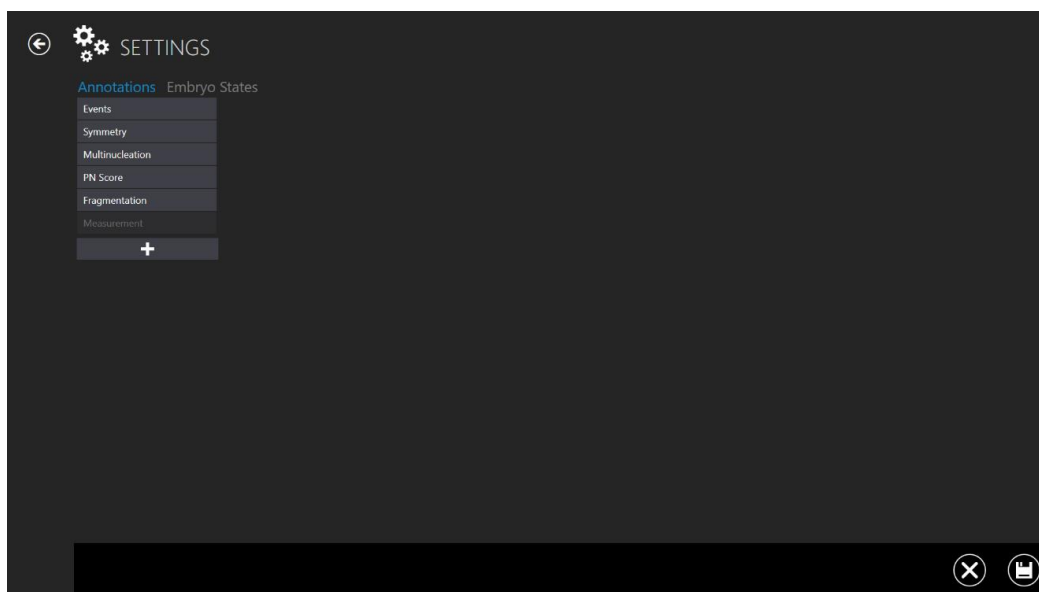 SETTINGS
Annotations Embryo States
Events
Symmetry
Multinucleation
PN Score
Fragmentation
Measurement